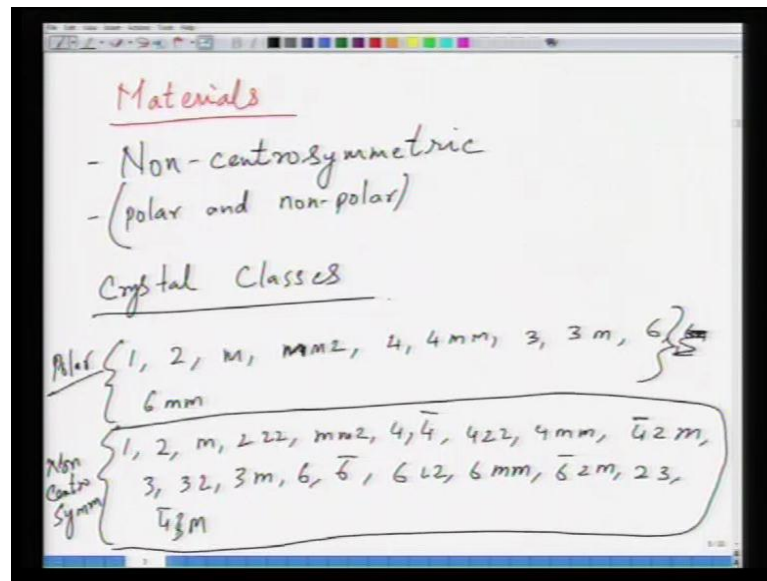 Materials
- Non-centrosymmetric
- (polar and non-polar)
Crystal Classes
Polar { 1, 2, m, mm2, 4, 4mm, 3, 3m, 6, }
6mm
Non Centro Symm { 1, 2, m, 222, mm2, 4, 4̅, 422, 4mm, 4̅2m,
3, 32, 3m, 6, 6̅, 622, 6mm, 6̅2m, 23,
4̅3m